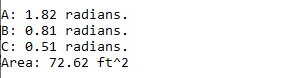 A: 1.82 radians.
B: 0.81 radians.
C: 0.51 radians.
Area: 72.62 ft^2